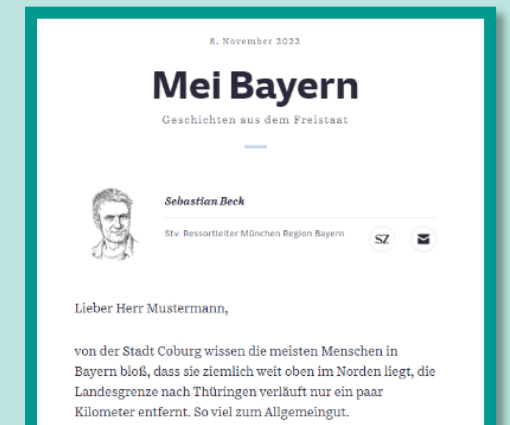 8. November 2022
Mei Bayern
Geschichten aus dem Freistaat
Sebastian Beck
Stv. Ressortleiter München Region Bayern
SZ
Lieber Herr Mustermann,
von der Stadt Coburg wissen die meisten Menschen in
Bayern bloß, dass sie ziemlich weit oben im Norden liegt, die
Landesgrenze nach Thüringen verläuft nur ein paar
Kilometer entfernt. So viel zum Allgemeingut.